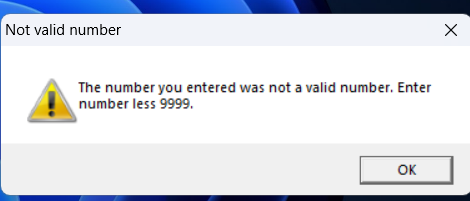 Not valid number
The number you entered was not a valid number. Enter
number less 9999.
OK